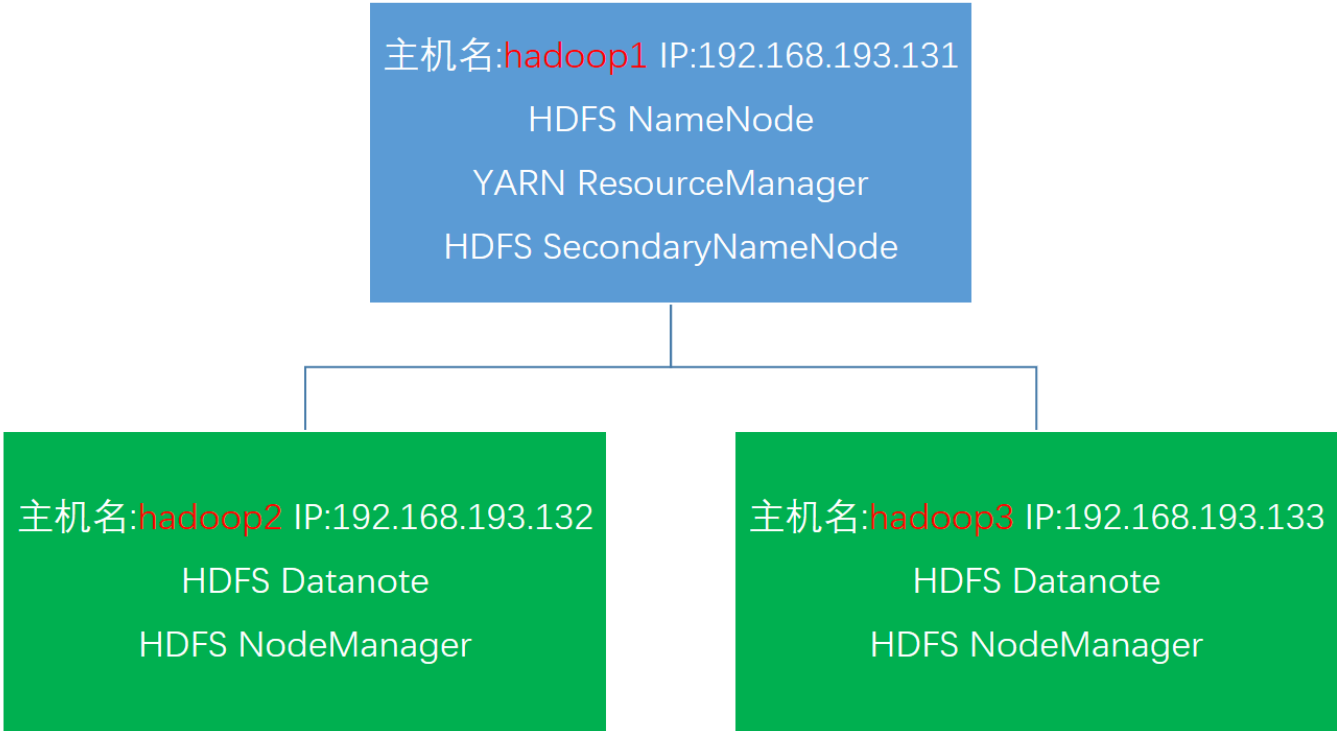 主机名:hadoop1 IP:192.168.193.131
HDFS NameNode
YARN ResourceManager
HDFS SecondaryNameNode
主机名:hadoop2 IP:192.168.193.132
HDFS Datanote
HDFS NodeManager
主机名:hadoop3 IP:192.168.193.133
HDFS Datanote
HDFS NodeManager